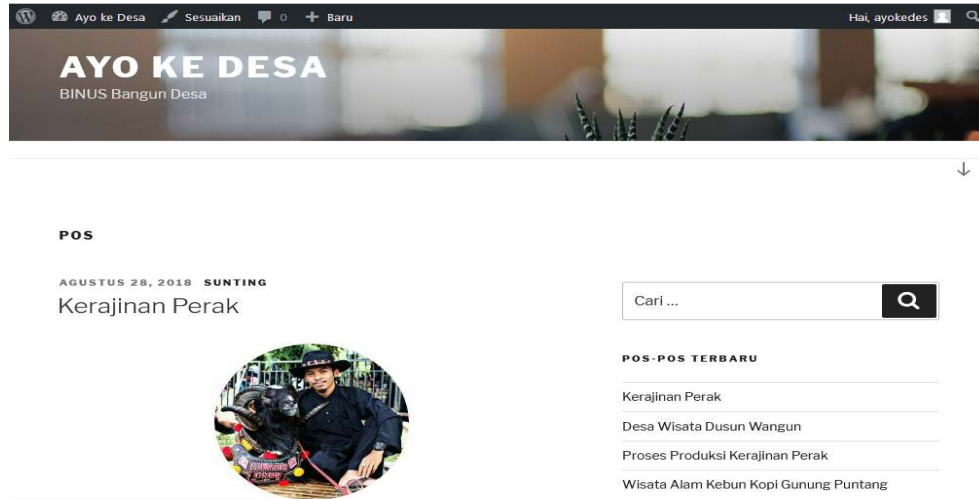 Ayo ke Desa Sesuaikan 0 + Baru Hai, ayokedes
AYO KE DESA
BINUS Bangun Desa
POS
AGUSTUS 28, 2018 SUNTING
Kerajinan Perak
Cari ...
POS-POS TERBARU
Kerajinan Perak
Desa Wisata Dusun Wangun
Proses Produksi Kerajinan Perak
Wisata Alam Kebun Kopi Gunung Puntang